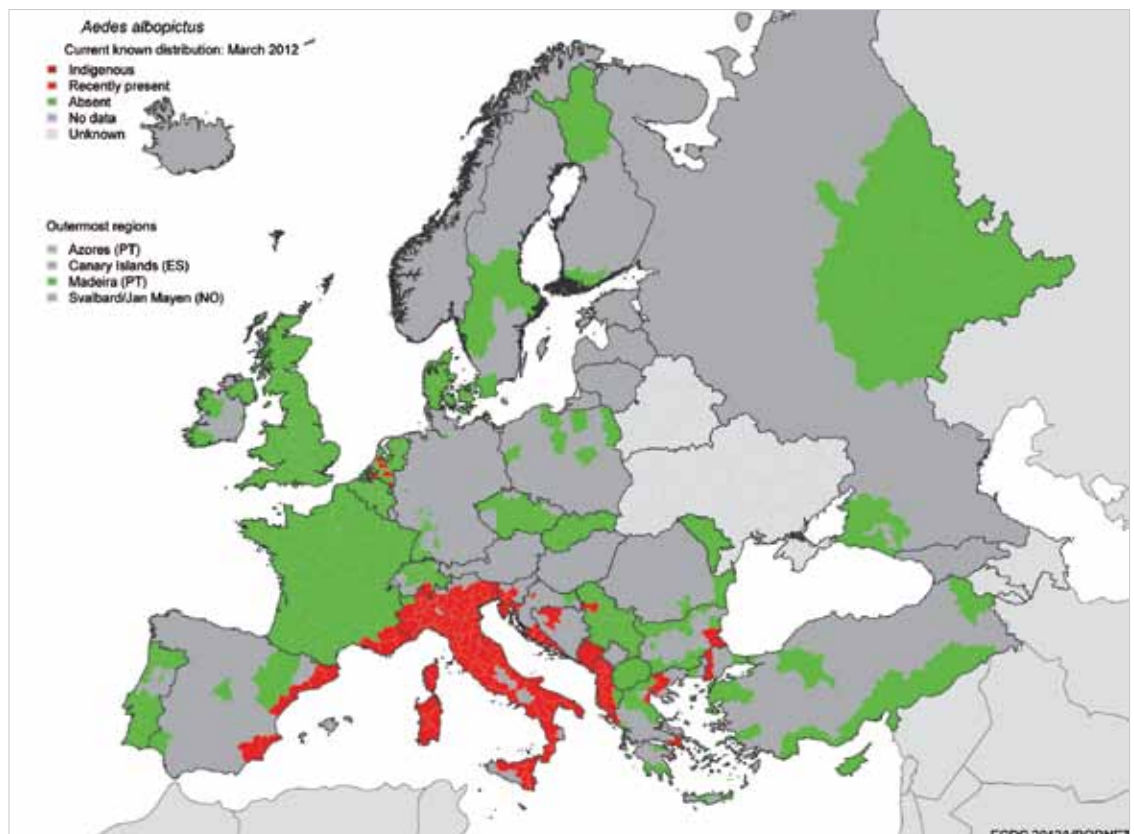 Aedes albopictus
Current known distribution: March 2012
Indigenous
Recently present
Absent
No data
Unknown
Outermost regions
Azores (PT)
Canary Islands (ES)
Madeira (PT)
Svalbard/Jan Mayen (NO)